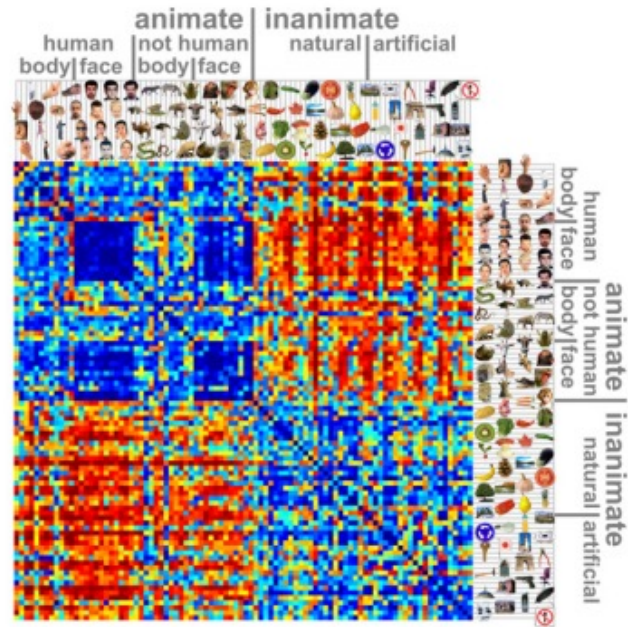 animate inanimate
human not human natural artificial
body face body face
human
body face
animate
not human
body face
inanimate
natural artificial